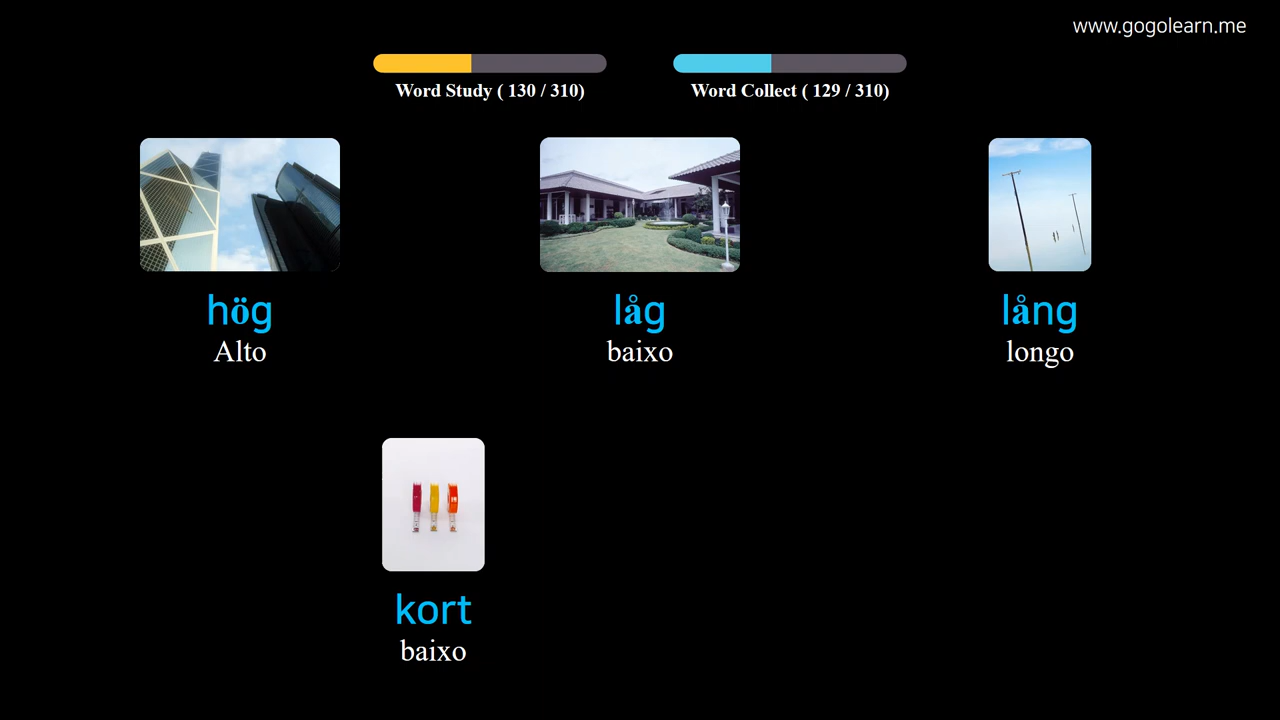 www.gogolearn.me
Word Study ( 130 / 310)
Word Collect ( 129 / 310)
hög
Alto
låg
baixo
lång
longo
kort
baixo